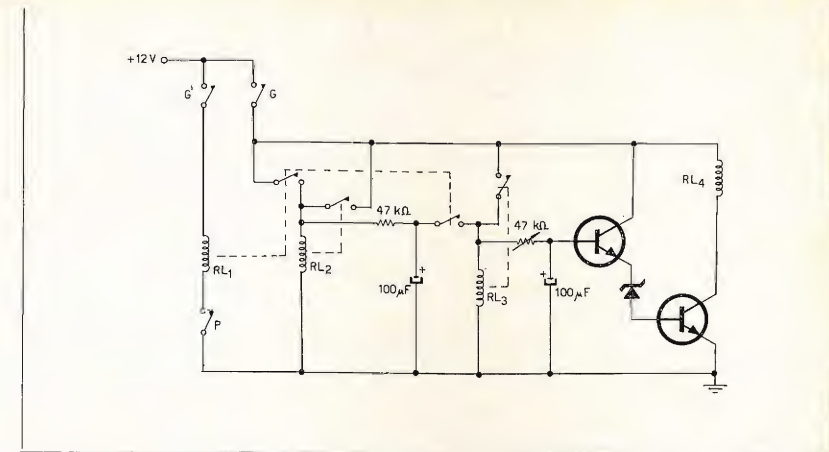 +12V
G'
G
RL4
47 kΩ
47 kΩ
RL1
RL2
+
100µF
RL3
+
100µF
P